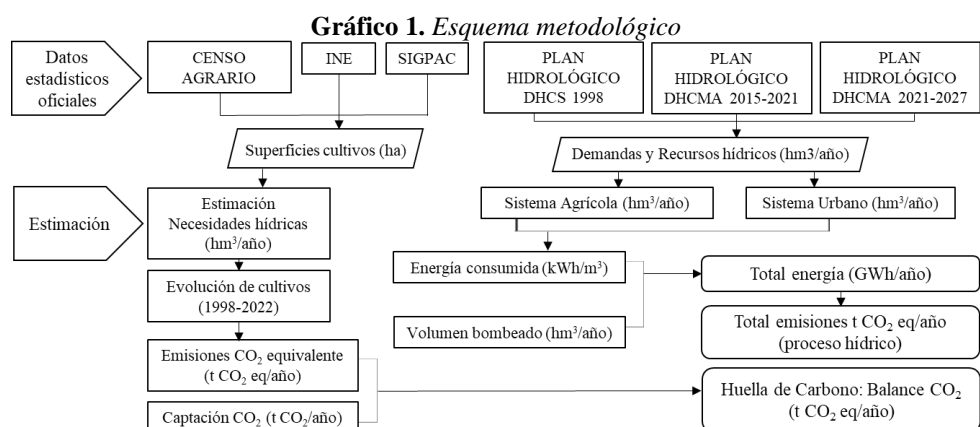 Gráfico 1. Esquema metodológico
Datos
estadísticos
oficiales
CENSO
AGRARIO
INE
SIGPAC
PLAN
HIDROLÓGICO
DHCS 1998
PLAN
HIDROLÓGICO
DHCMA 2015-2021
PLAN
HIDROLÓGICO
DHCMA 2021-2027
Superficies cultivos (ha)
Demandas y Recursos hídricos (hm3/año)
Estimación
Estimación
Necesidades hídricas
(hm³/año)
Sistema Agrícola (hm³/año)
Sistema Urbano (hm³/año)
Evolución de cultivos
(1998-2022)
Energía consumida (kWh/m³)
Total energía (GWh/año)
Volumen bombeado (hm³/año)
Total emisiones t CO₂ eq/año
(proceso hídrico)
Emisiones CO₂ equivalente
(t CO₂ eq/año)
Captación CO₂ (t CO₂/año)
Huella de Carbono: Balance CO₂
(t CO₂ eq/año)